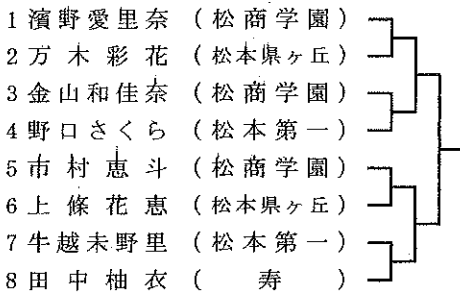 1 濱野愛里奈 (松商学園)
2 万木彩花 (松本県ヶ丘)
3 金山和佳奈 (松商学園)
4 野口さくら (松本第一)
5 市村恵斗 (松商学園)
6 上條花恵 (松本県ヶ丘)
7 牛越未野里 (松本第一)
8 田中柚衣 (寿)